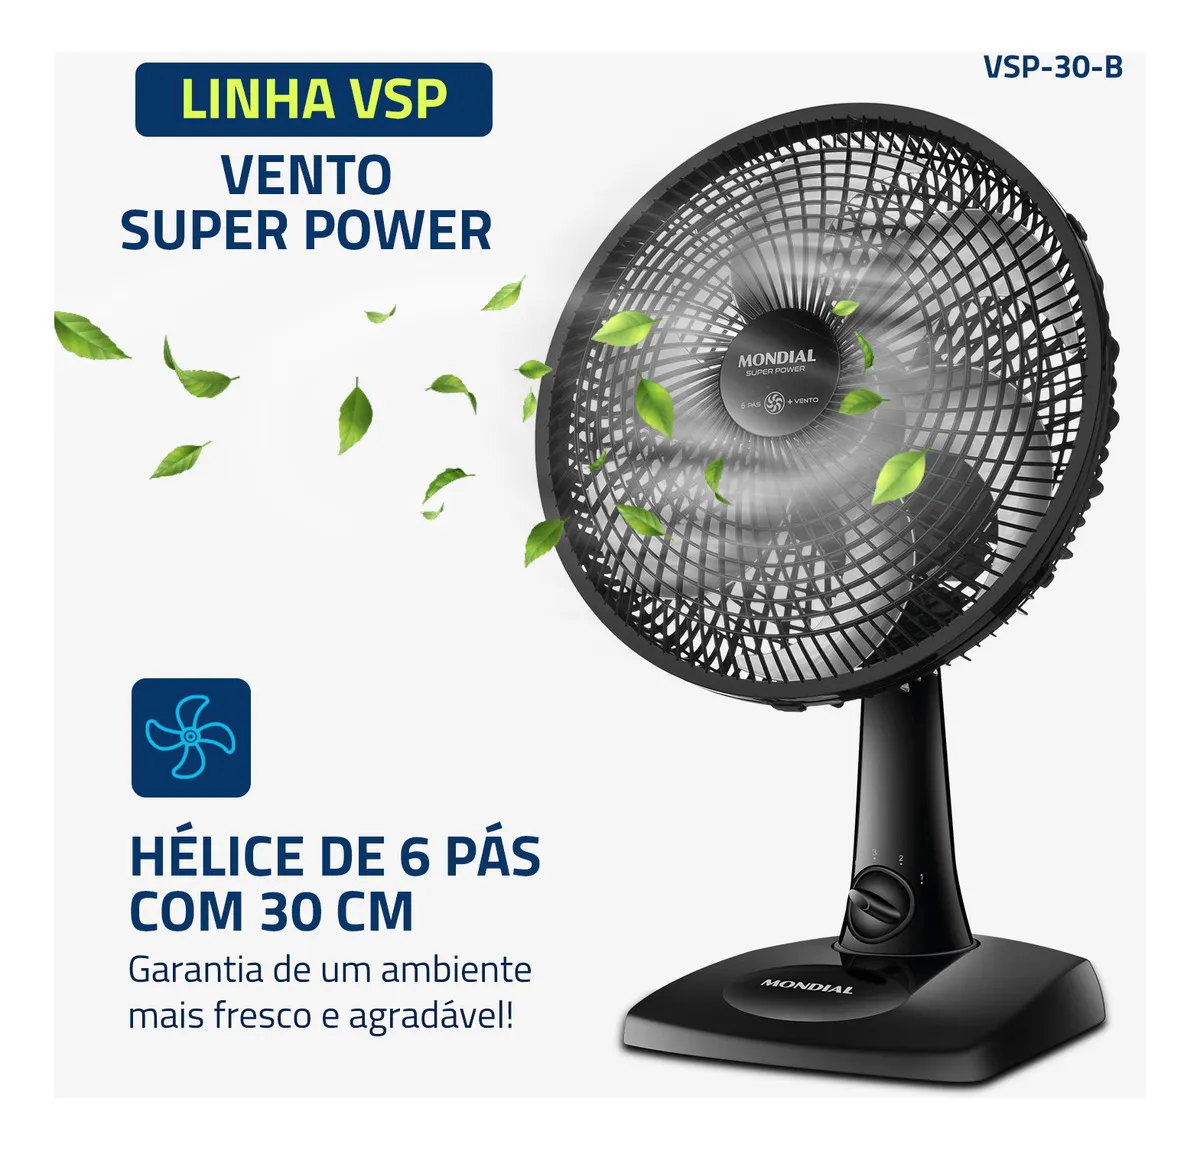 VSP-30-B
LINHA VSP
VENTO
SUPER POWER
MONDIAL
SUPER POWER
6 PÁS + VENTO
HÉLICE DE 6 PÁS
COM 30 CM
Garantia de um ambiente
mais fresco e agradável!
3
2
1
MONDIAL